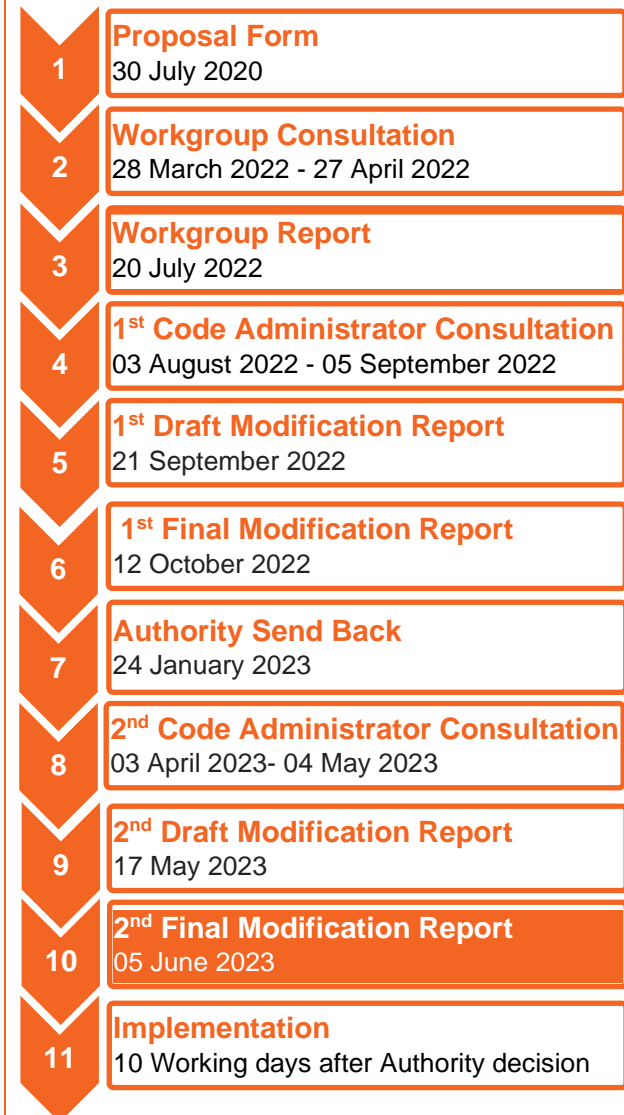 1
Proposal Form
30 July 2020
2
Workgroup Consultation
28 March 2022 - 27 April 2022
3
Workgroup Report
20 July 2022
4
1st Code Administrator Consultation
03 August 2022 - 05 September 2022
5
1st Draft Modification Report
21 September 2022
6
1st Final Modification Report
12 October 2022
7
Authority Send Back
24 January 2023
8
2nd Code Administrator Consultation
03 April 2023- 04 May 2023
9
2nd Draft Modification Report
17 May 2023
10
2nd Final Modification Report
05 June 2023
11
Implementation
10 Working days after Authority decision